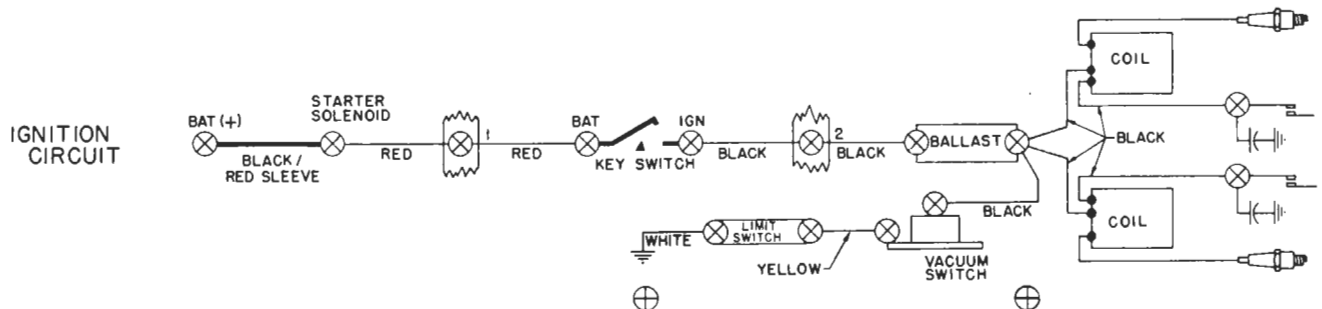 IGNITION
CIRCUIT
BAT (+)
BLACK /
RED SLEEVE
STARTER
SOLENOID
RED
1
RED
BAT
KEY SWITCH
IGN
BLACK
2
BLACK
BALLAST
COIL
BLACK
COIL
BLACK
WHITE
LIMIT
SWITCH
YELLOW
VACUUM
SWITCH